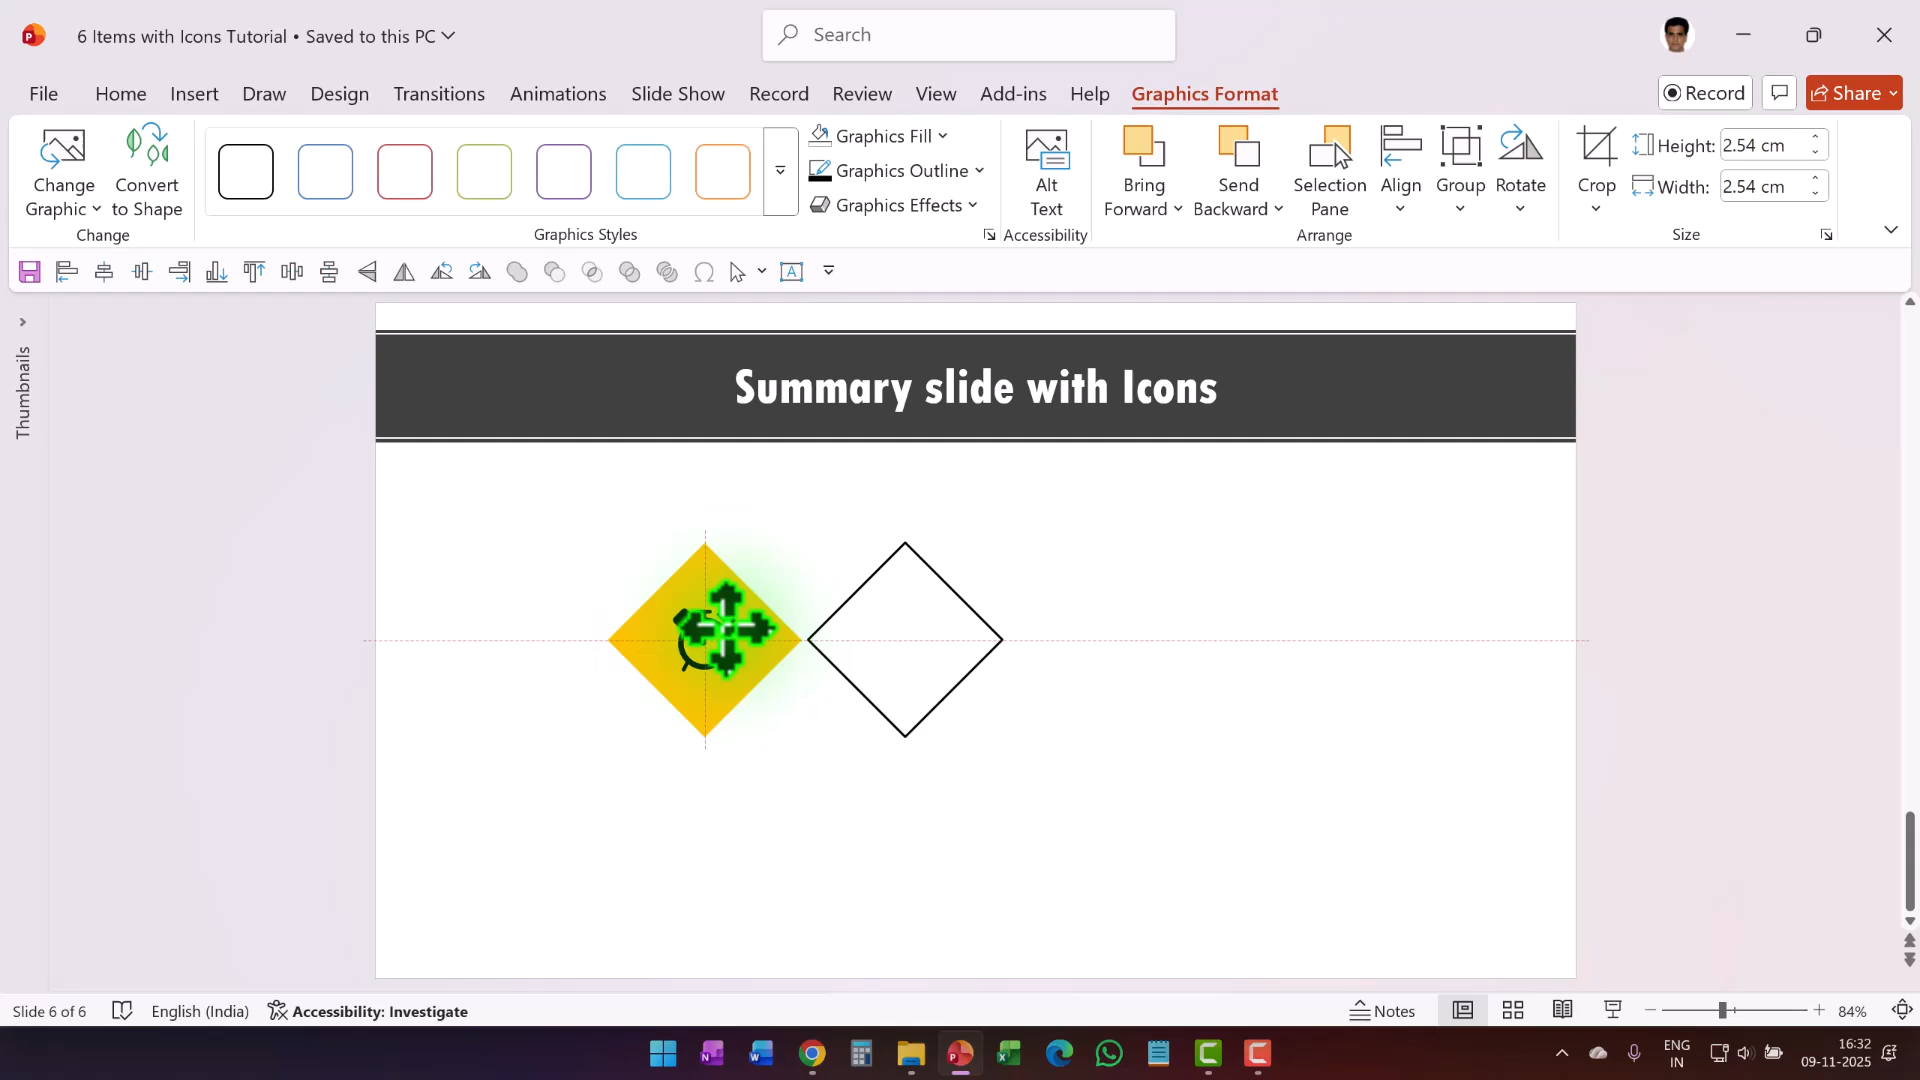 6 Items with Icons Tutorial • Saved to this PC
Search
File Home Insert Draw Design Transitions Animations Slide Show Record Review View Add-ins Help Graphics Format
Record
Share
Change Graphic
Convert to Shape
Change
Graphics Fill
Graphics Outline
Graphics Effects
Graphics Styles
Alt Text
Accessibility
Bring Forward
Send Backward
Selection Pane
Align
Group
Rotate
Arrange
Crop
Height: 2.54 cm
Width: 2.54 cm
Size
Thumbnails
Summary slide with Icons
Slide 6 of 6
English (India)
Accessibility: Investigate
Notes
84%
ENG
IN
16:32
09-11-2025